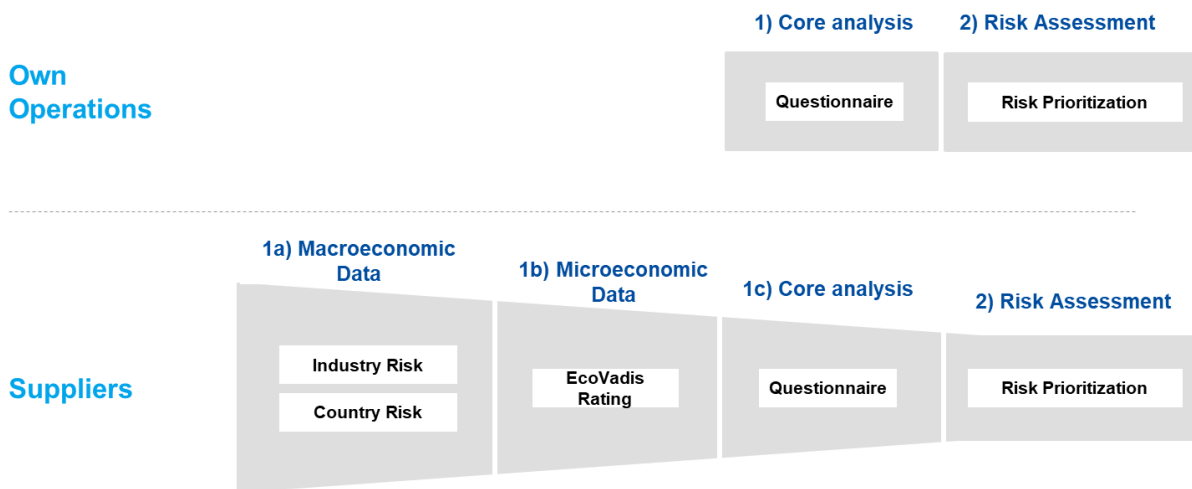 1) Core analysis
2) Risk Assessment
Own
Operations
Questionnaire
Risk Prioritization
1a) Macroeconomic
Data
1b) Microeconomic
Data
1c) Core analysis
2) Risk Assessment
Suppliers
Industry Risk
Country Risk
EcoVadis
Rating
Questionnaire
Risk Prioritization